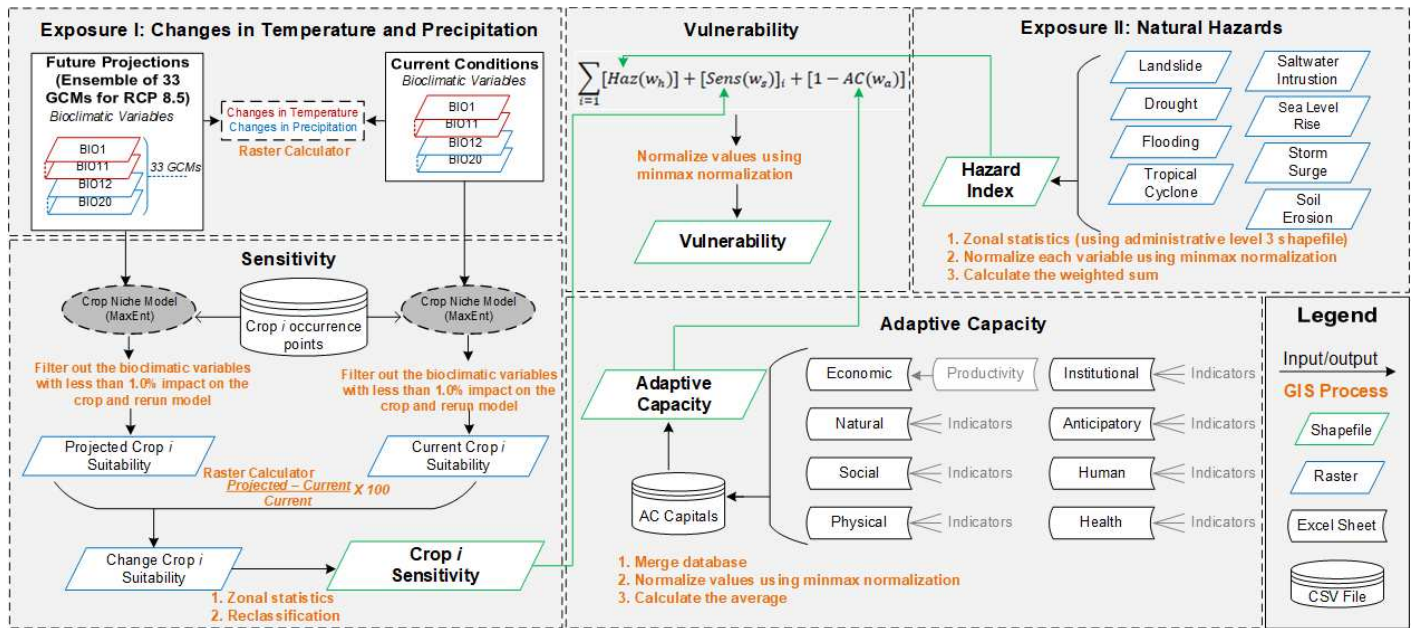 Exposure I: Changes in Temperature and Precipitation
Future Projections
(Ensemble of 33
GCMs for RCP 8.5)
Bioclimatic Variables
BIO1
BIO11
BIO12
BIO20
33 GCMs
Changes in Temperature
Changes in Precipitation
Raster Calculator
Current Conditions
Bioclimatic Variables
BIO1
BIO11
BIO12
BIO20
Sensitivity
Crop Niche Model
(MaxEnt)
Crop i occurrence
points
Crop Niche Model
(MaxEnt)
Filter out the bioclimatic variables
with less than 1.0% impact on the
crop and rerun model
Filter out the bioclimatic variables
with less than 1.0% impact on the
crop and rerun model
Projected Crop i
Suitability
Current Crop i
Suitability
Raster Calculator
Projected – Current
Current
X 100
Change Crop i
Suitability
Crop i
Sensitivity
1. Zonal statistics
2. Reclassification
Vulnerability
∑ i=1 [Haz(w_h)] + [Sens(w_s)]_i + [1 − AC(w_a)]_i
Normalize values using
minmax normalization
Vulnerability
Exposure II: Natural Hazards
Hazard
Index
Landslide
Drought
Flooding
Tropical
Cyclone
Saltwater
Intrustion
Sea Level
Rise
Storm
Surge
Soil
Erosion
1. Zonal statistics (using administrative level 3 shapefile)
2. Normalize each variable using minmax normalization
3. Calculate the weighted sum
Adaptive Capacity
Adaptive
Capacity
AC Capitals
Economic
Productivity
Natural
Indicators
Social
Indicators
Physical
Indicators
Institutional
Indicators
Anticipatory
Indicators
Human
Indicators
Health
Indicators
1. Merge database
2. Normalize values using minmax normalization
3. Calculate the average
Legend
Input/output
GIS Process
Shapefile
Raster
Excel Sheet
CSV File